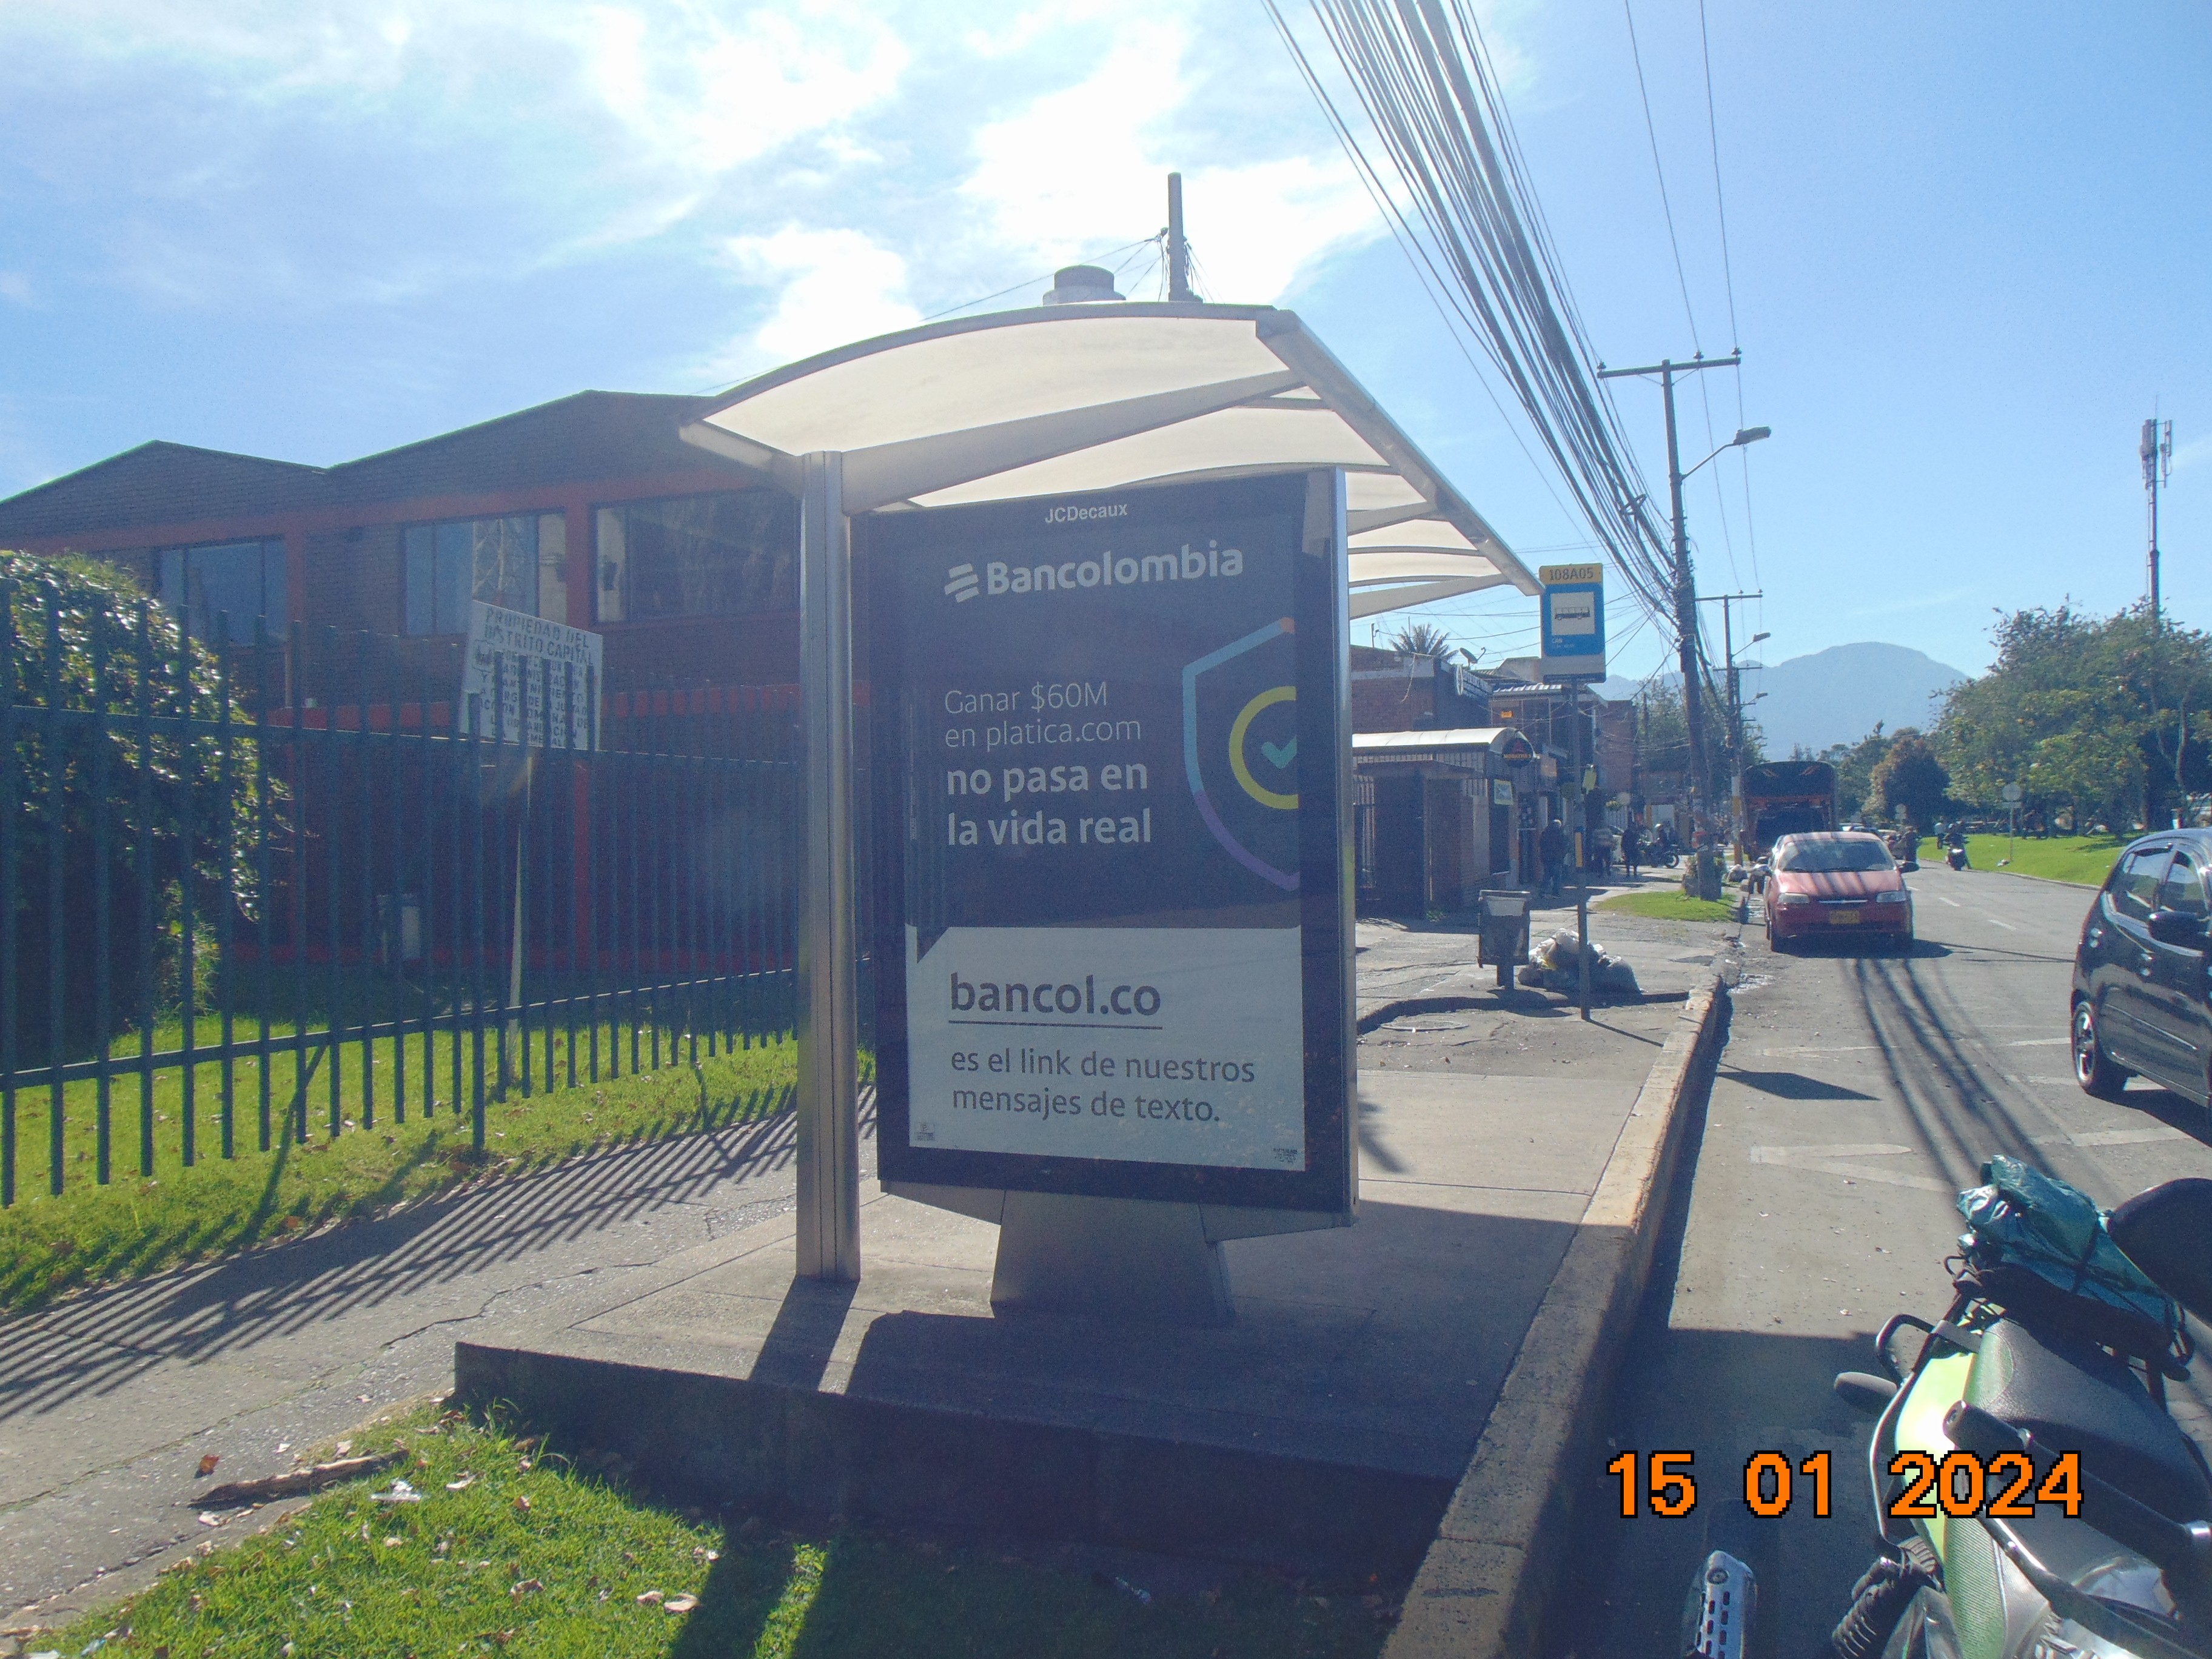 JCDecaux
Bancolombia
Ganar $60M
en platica.com
no pasa en
la vida real
bancol.co
es el link de nuestros
mensajes de texto.
PROPIEDAD DEL
DISTRITO CAPITAL
108A05
15 01 2024